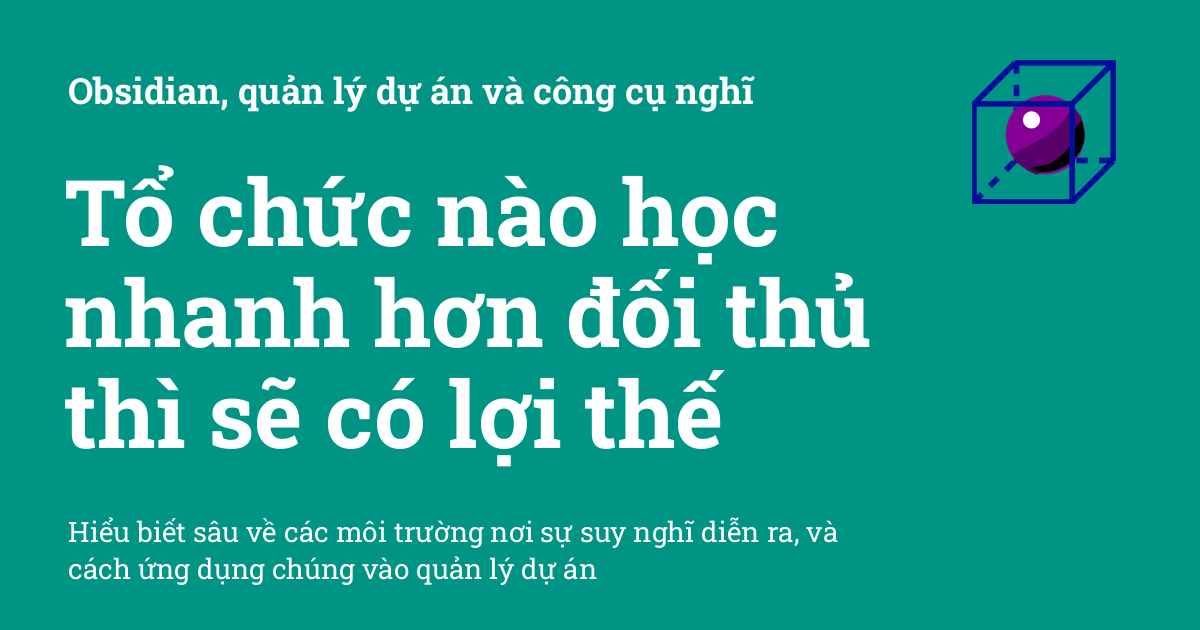 Obsidian, quản lý dự án và công cụ nghĩ
Tổ chức nào học
nhanh hơn đối thủ
thì sẽ có lợi thế
Hiểu biết sâu về các môi trường nơi sự suy nghĩ diễn ra, và
cách ứng dụng chúng vào quản lý dự án